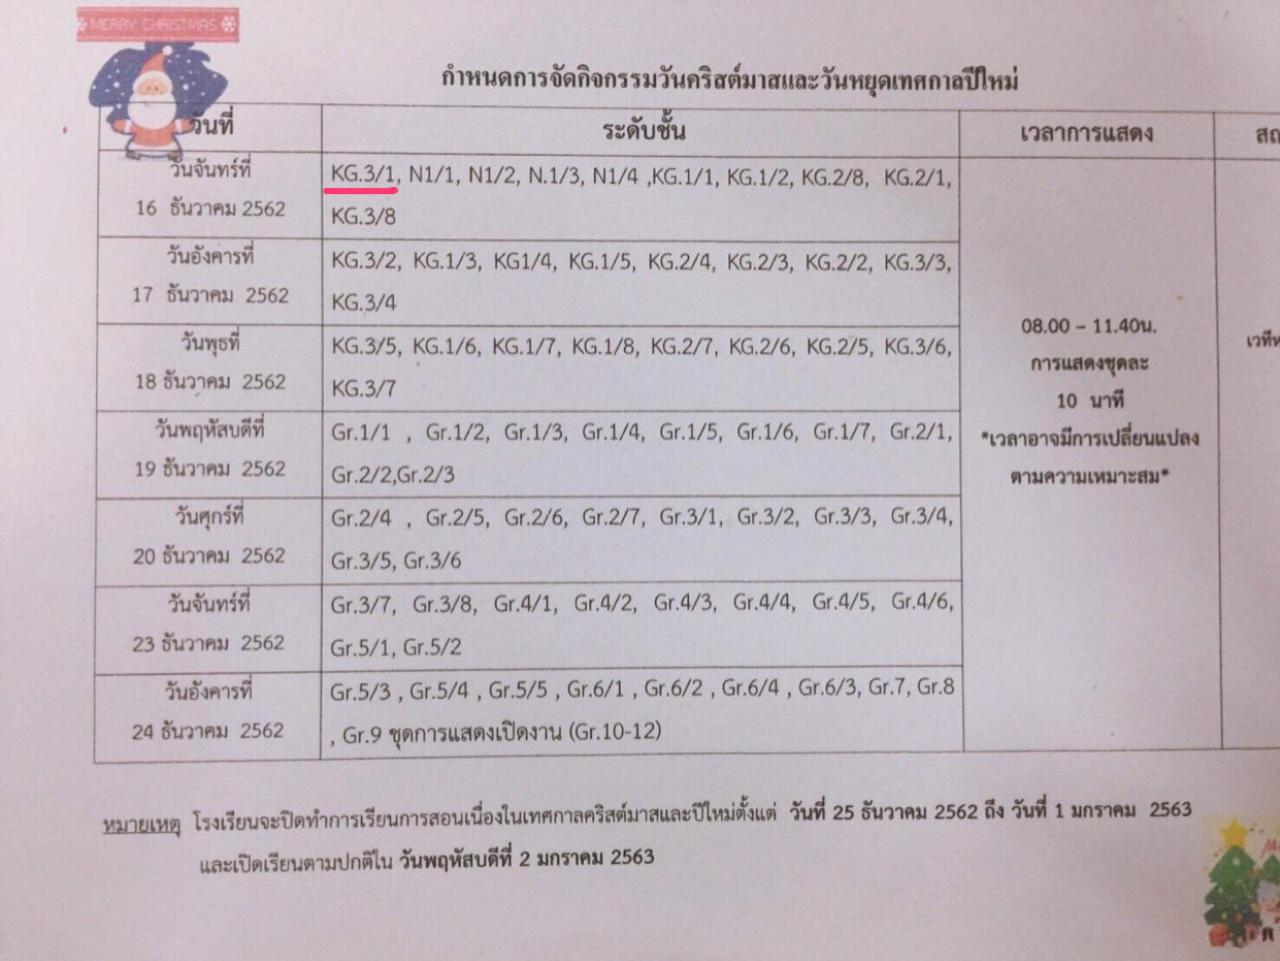 MERRY CHRISTMAS
กำหนดการจัดกิจกรรมวันคริสต์มาสและวันหยุดเทศกาลปีใหม่
วันที่ ระดับชั้น เวลาการแสดง
วันจันทร์ที่
16 ธันวาคม 2562
KG.3/1, N1/1, N1/2, N.1/3, N1/4 ,KG.1/1, KG.1/2, KG.2/8, KG.2/1,
KG.3/8
วันอังคารที่
17 ธันวาคม 2562
KG.3/2, KG.1/3, KG1/4, KG.1/5, KG.2/4, KG.2/3, KG.2/2, KG.3/3,
KG.3/4
วันพุธที่
18 ธันวาคม 2562
KG.3/5, KG.1/6, KG.1/7, KG.1/8, KG.2/7, KG.2/6, KG.2/5, KG.3/6,
KG.3/7
วันพฤหัสบดีที่
19 ธันวาคม 2562
Gr.1/1 , Gr.1/2, Gr.1/3, Gr.1/4, Gr.1/5, Gr.1/6, Gr.1/7, Gr.2/1,
Gr.2/2,Gr.2/3
วันศุกร์ที่
20 ธันวาคม 2562
Gr.2/4 , Gr.2/5, Gr.2/6, Gr.2/7, Gr.3/1, Gr.3/2, Gr.3/3, Gr.3/4,
Gr.3/5, Gr.3/6
วันจันทร์ที่
23 ธันวาคม 2562
Gr.3/7, Gr.3/8, Gr.4/1, Gr.4/2, Gr.4/3, Gr.4/4, Gr.4/5, Gr.4/6,
Gr.5/1, Gr.5/2
วันอังคารที่
24 ธันวาคม 2562
Gr.5/3 , Gr.5/4 , Gr.5/5 , Gr.6/1 , Gr.6/2 , Gr.6/4 , Gr.6/3, Gr.7, Gr.8
, Gr.9 ชุดการแสดงเปิดงาน (Gr.10-12)
08.00 – 11.40น.
การแสดงชุดละ
10 นาที
*เวลาอาจมีการเปลี่ยนแปลง
ตามความเหมาะสม*
หมายเหตุ โรงเรียนจะปิดทำการเรียนการสอนเนื่องในเทศกาลคริสต์มาสและปีใหม่ตั้งแต่ วันที่ 25 ธันวาคม 2562 ถึง วันที่ 1 มกราคม 2563
และเปิดเรียนตามปกติใน วันพฤหัสบดีที่ 2 มกราคม 2563